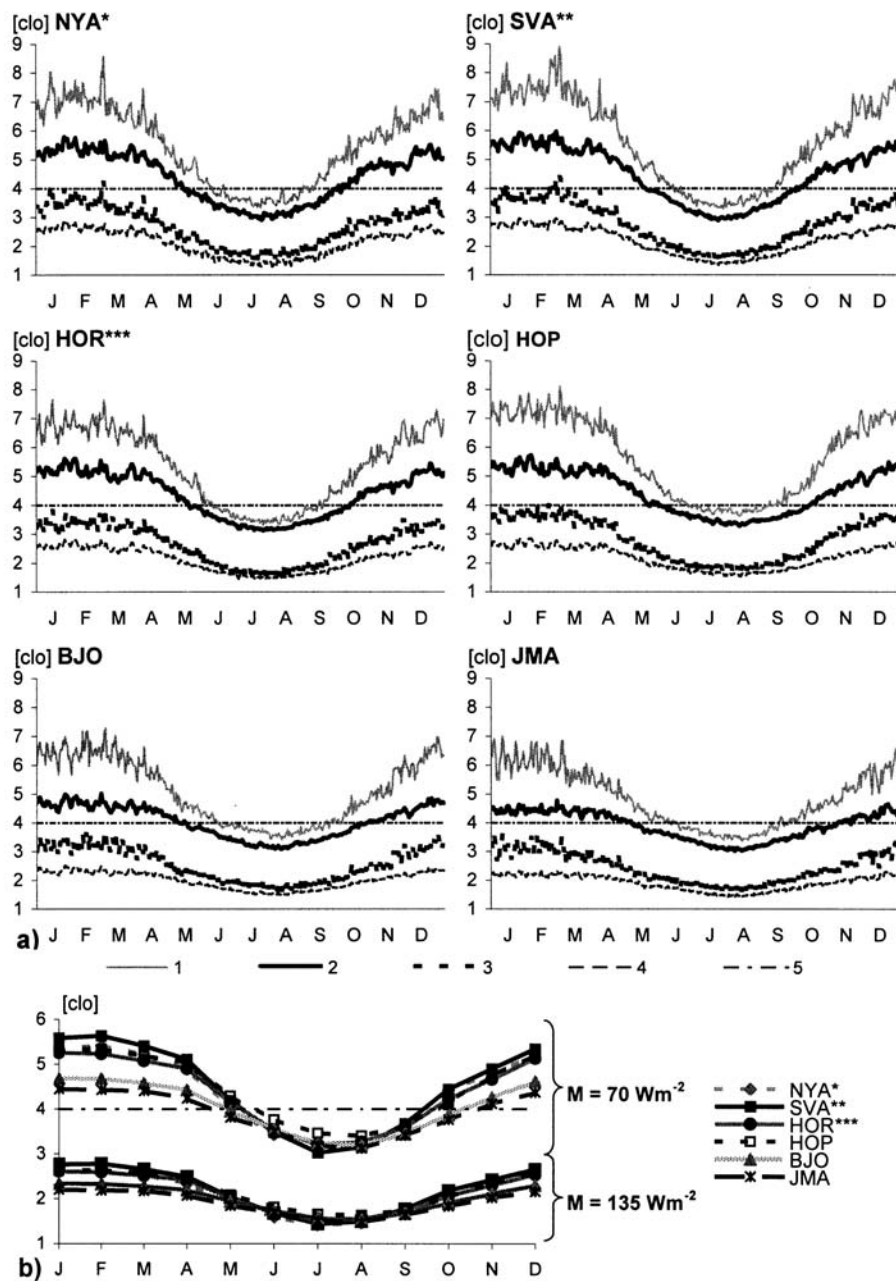 [clo] NYA*
9
8
7
6
5
4
3
2
1
J F M A M J J A S O N D
[clo] SVA**
9
8
7
6
5
4
3
2
1
J F M A M J J A S O N D
[clo] HOR***
9
8
7
6
5
4
3
2
1
J F M A M J J A S O N D
[clo] HOP
9
8
7
6
5
4
3
2
1
J F M A M J J A S O N D
[clo] BJO
9
8
7
6
5
4
3
2
1
J F M A M J J A S O N D
[clo] JMA
9
8
7
6
5
4
3
2
1
J F M A M J J A S O N D
a)
1 2 3 4 5
[clo]
6
5
4
3
2
1
J F M A M J J A S O N D
M = 70 Wm-2
M = 135 Wm-2
NYA*
SVA**
HOR***
HOP
BJO
JMA
b)